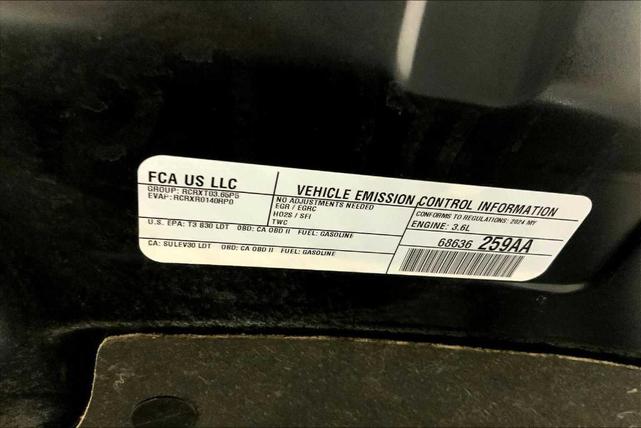 FCA US LLC
GROUP: RCRXT03.65P5
EVAP: RCRXR0140RP0
VEHICLE EMISSION CONTROL INFORMATION
NO ADJUSTMENTS NEEDED
EGR / EGRC
HO2S / SFI
TWC
CONFORMS TO REGULATIONS: 2024 MY
ENGINE: 3.6L
U.S. EPA: T3 B30 LDT OBD: CA OBD II FUEL: GASOLINE
CA: SULEV30 LDT OBD: CA OBD II FUEL: GASOLINE
68636 259AA